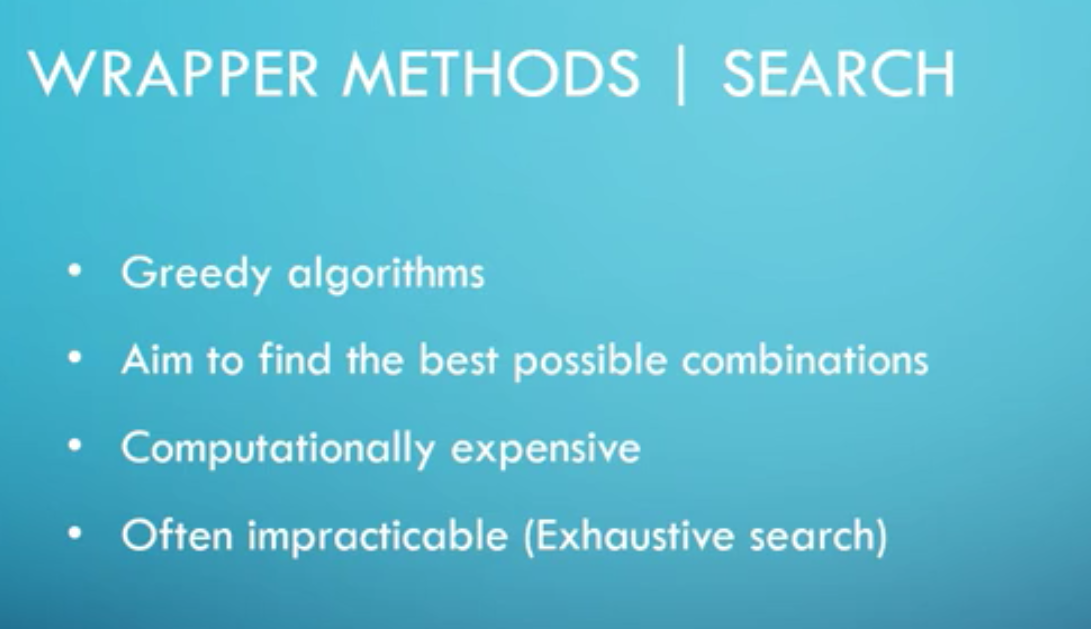 WRAPPER METHODS | SEARCH
• Greedy algorithms
• Aim to find the best possible combinations
• Computationally expensive
• Often impracticable (Exhaustive search)